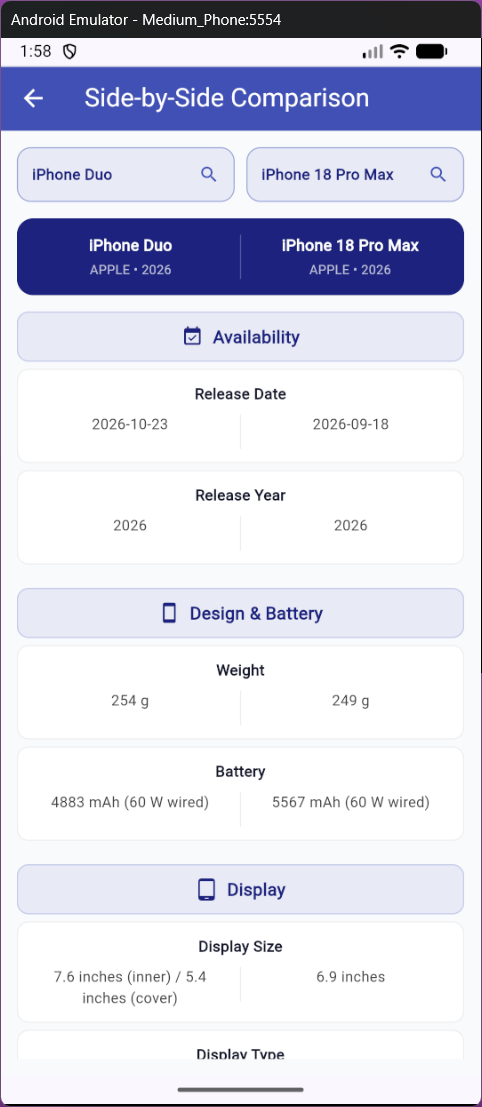 Android Emulator - Medium_Phone:5554
1:58
Side-by-Side Comparison
iPhone Duo
iPhone 18 Pro Max
iPhone Duo
iPhone 18 Pro Max
APPLE • 2026
APPLE • 2026
Availability
Release Date
2026-10-23
2026-09-18
Release Year
2026
2026
Design & Battery
Weight
254 g
249 g
Battery
4883 mAh (60 W wired)
5567 mAh (60 W wired)
Display
Display Size
7.6 inches (inner) / 5.4
inches (cover)
6.9 inches
Display Type